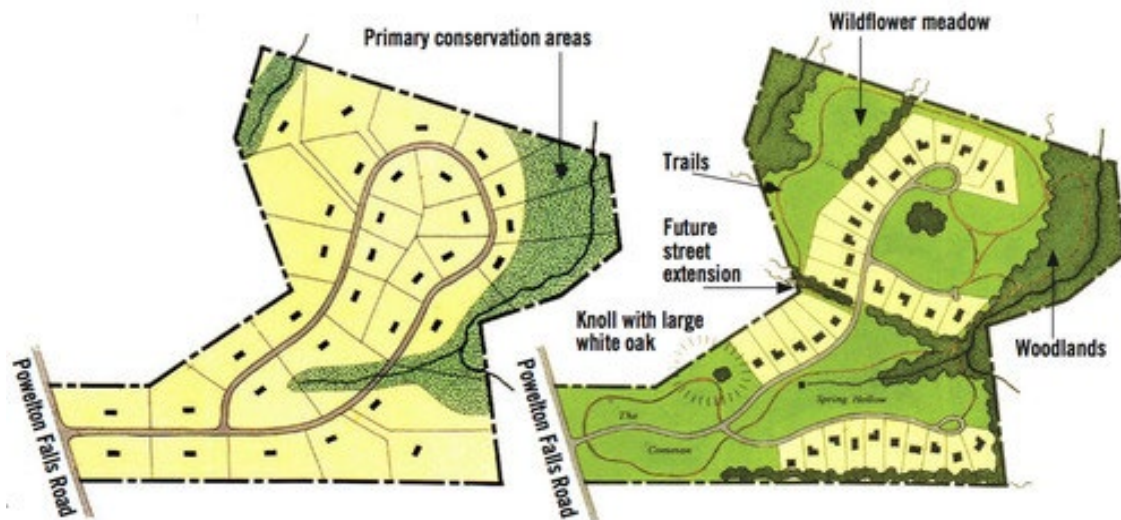 Primary conservation areas
Powelton Falls Road
Wildflower meadow
Trails
Future
street
extension
Knoll with large
white oak
Woodlands
Spring Hollow
The
Common
Powelton Falls Road